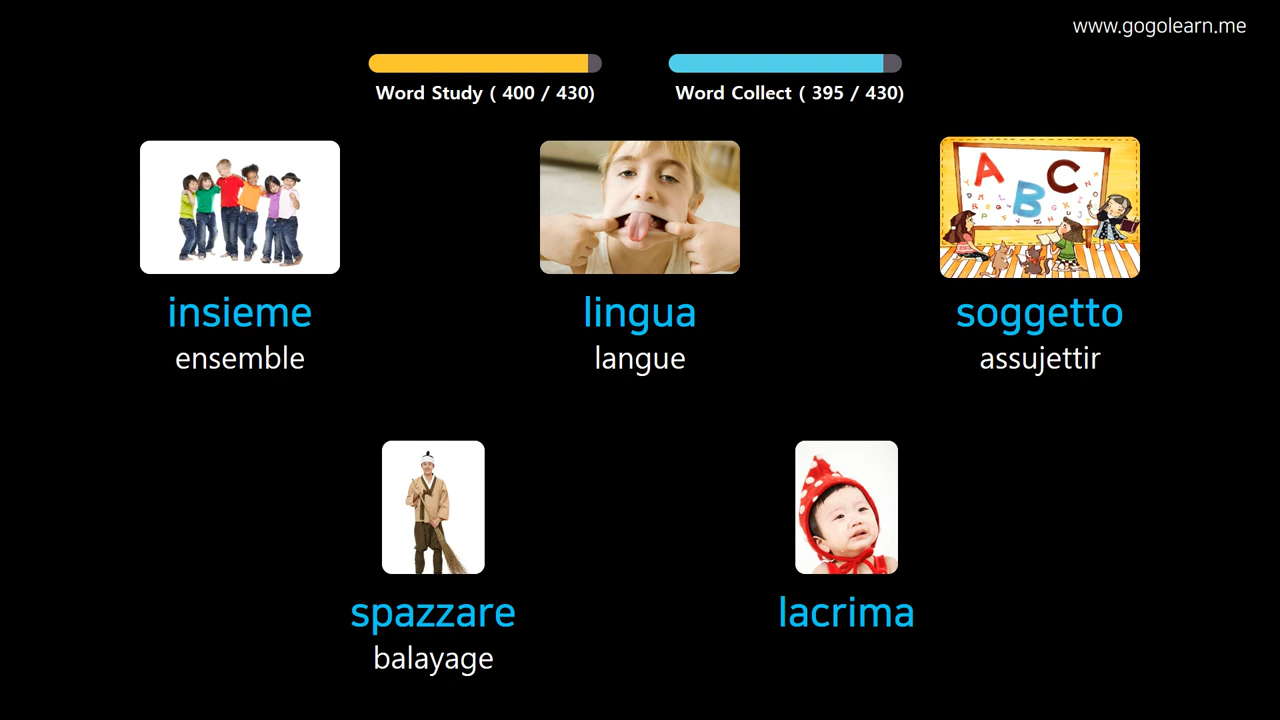 www.gogolearn.me
Word Study ( 400 / 430)
Word Collect ( 395 / 430)
A B C
insieme
ensemble
lingua
langue
soggetto
assujettir
spazzare
balayage
lacrima